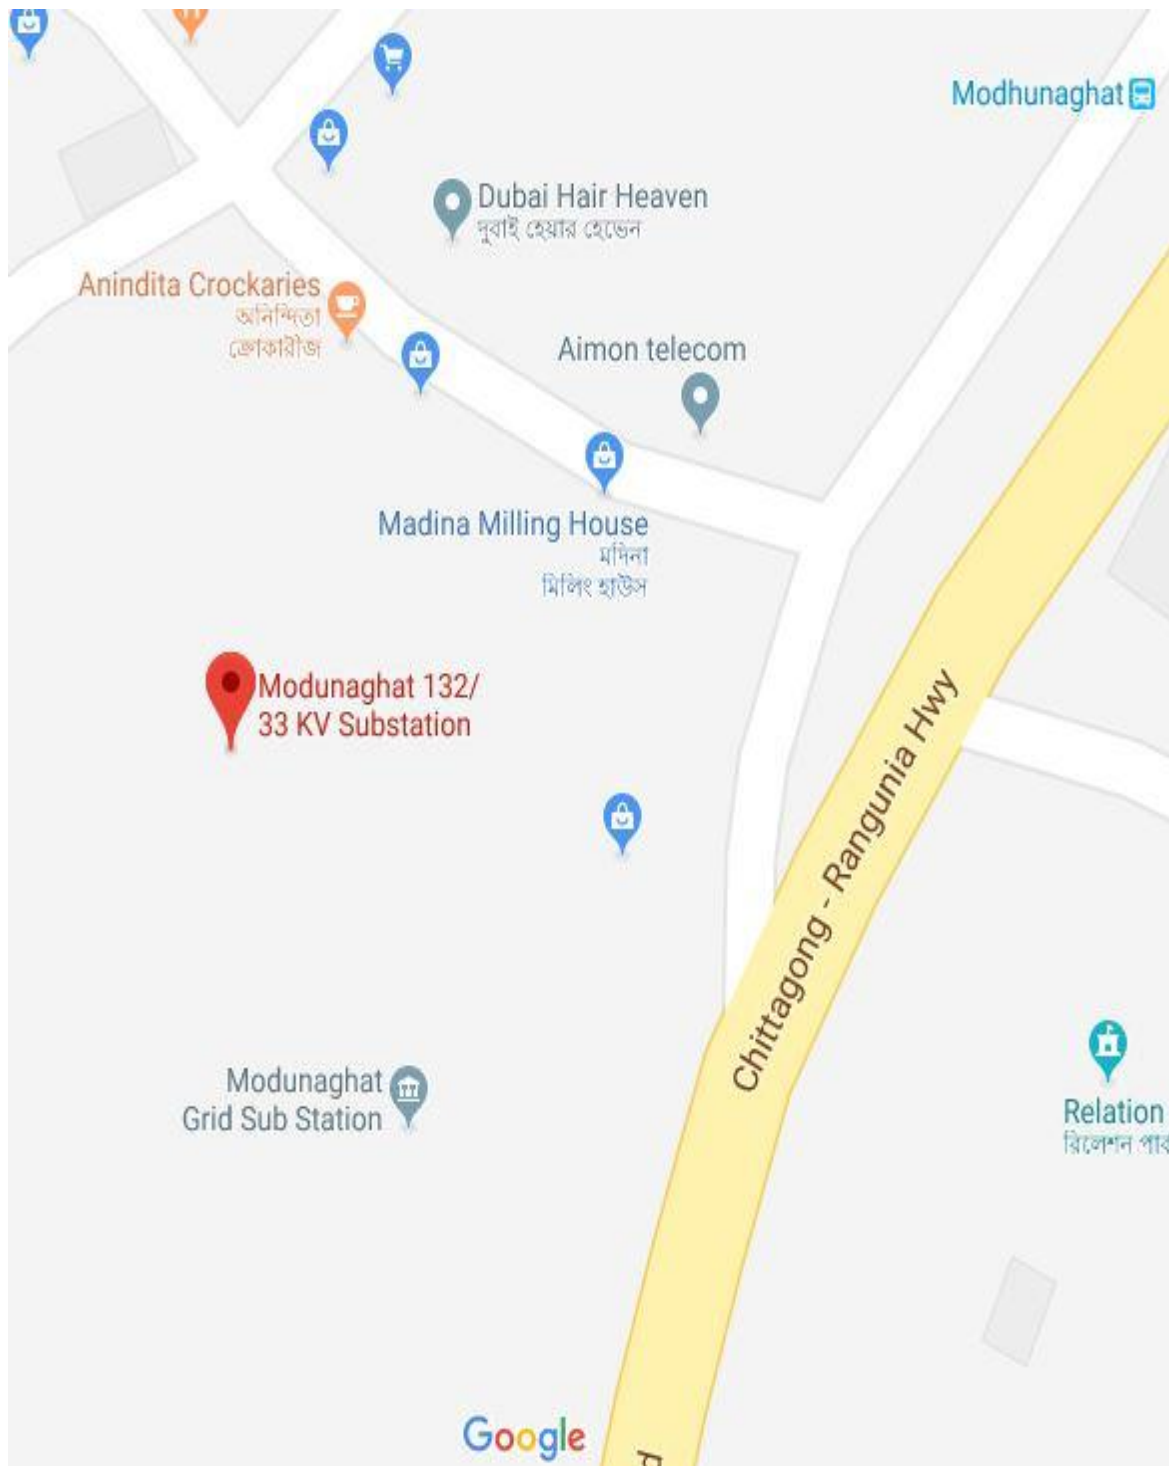 Modhunaghat
Dubai Hair Heaven
দুবাই হেয়ার হেভেন
Anindita Crockaries
অনিন্দিতা
ক্রোকারীজ
Aimon telecom
Madina Milling House
মদিনা
মিলিং হাউস
Modunaghat 132/
33 KV Substation
Chittagong - Rangunia Hwy
Modunaghat
Grid Sub Station
Relation
রিলেশন
Google